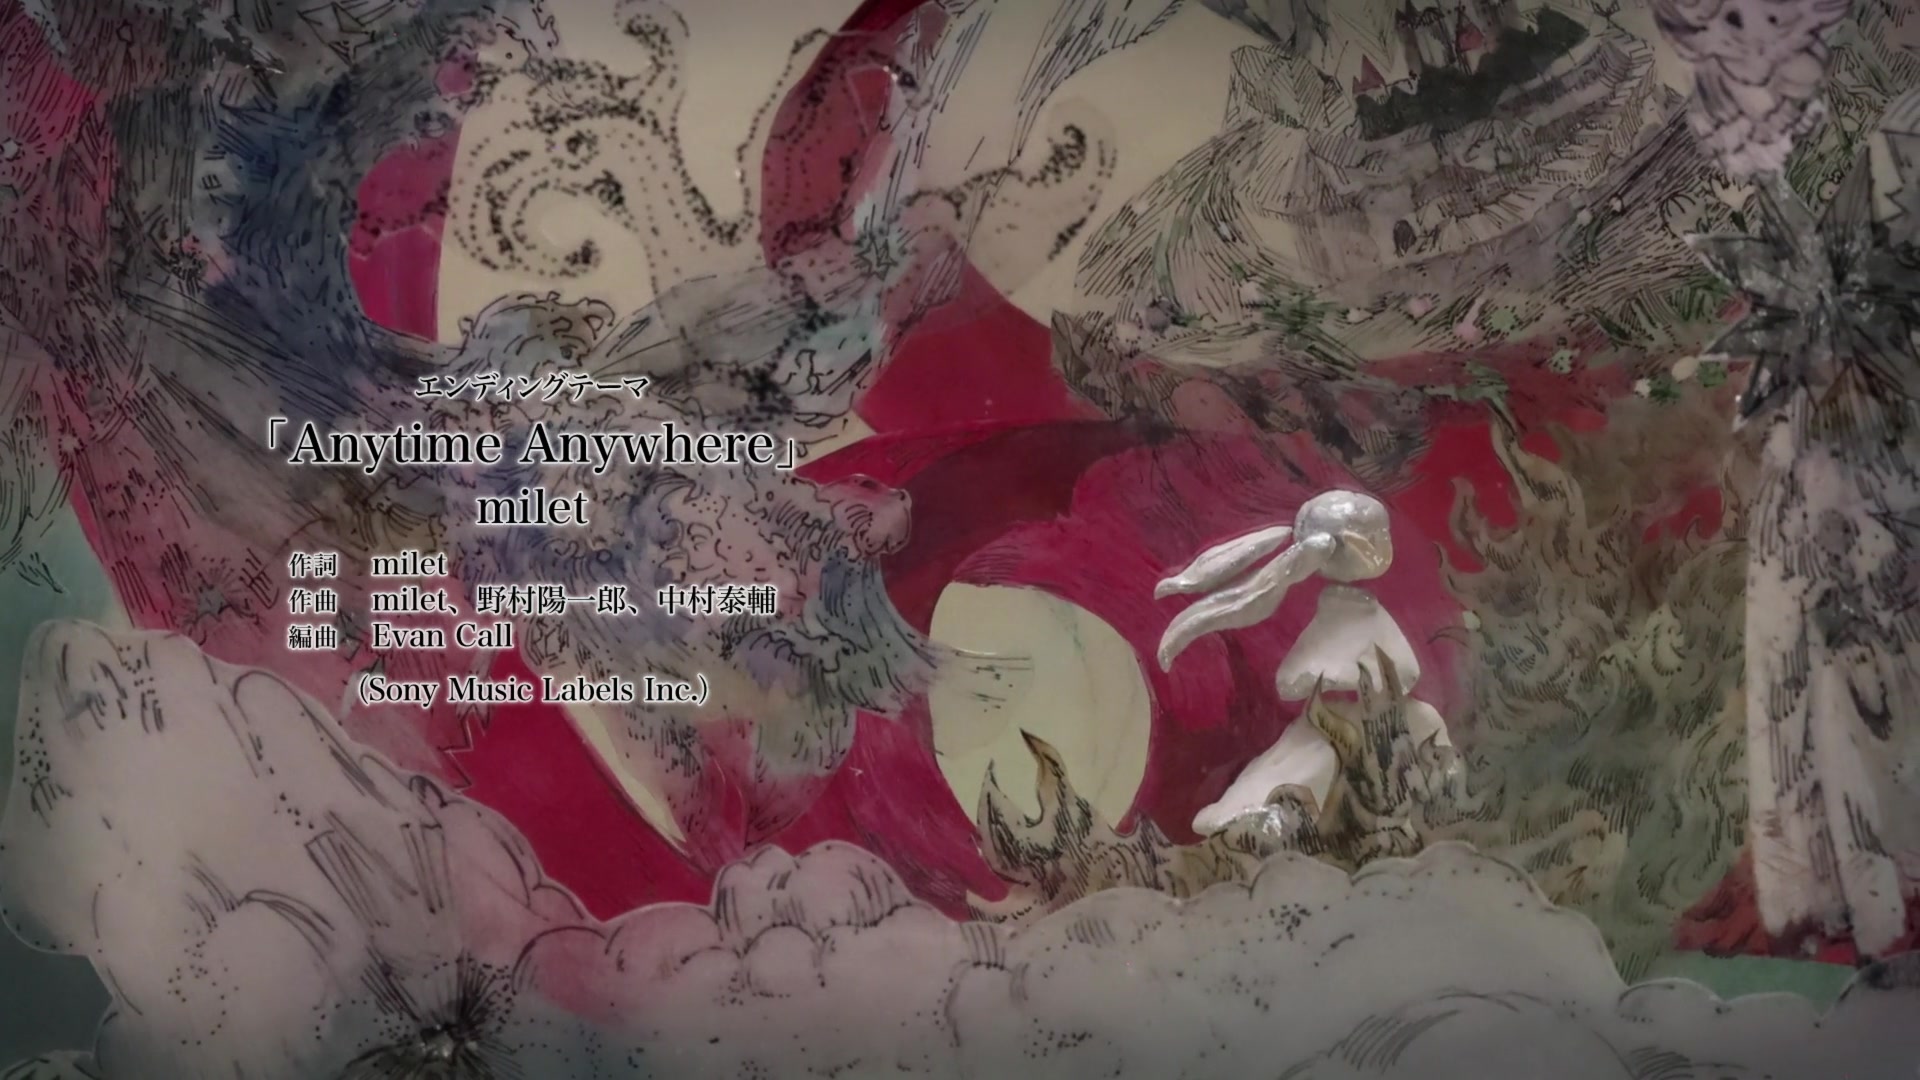 エンディングテーマ
「Anytime Anywhere」
milet
作詞 milet
作曲 milet、野村陽一郎、中村泰輔
編曲 Evan Call
(Sony Music Labels Inc.)